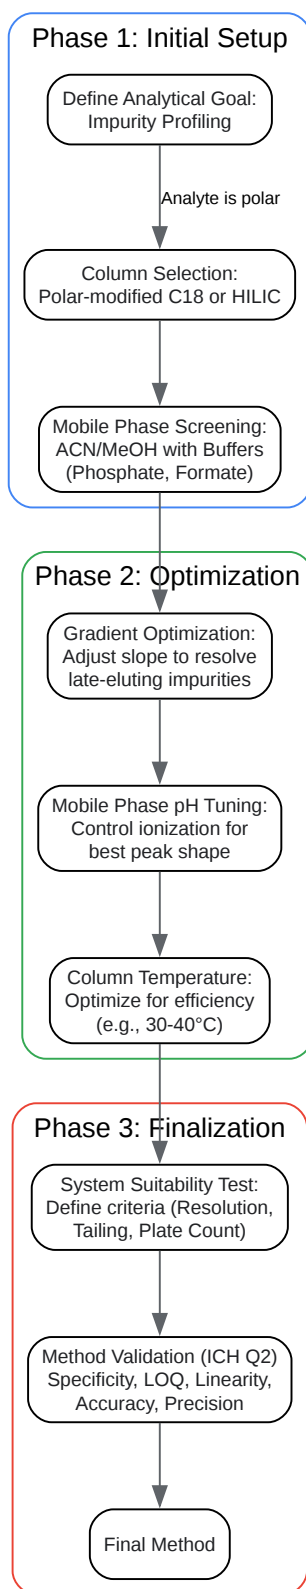 Phase 1: Initial Setup
Define Analytical Goal:
Impurity Profiling
Analyte is polar
Column Selection:
Polar-modified C18 or HILIC
Mobile Phase Screening:
ACN/MeOH with Buffers
(Phosphate, Formate)
Phase 2: Optimization
Gradient Optimization:
Adjust slope to resolve
late-eluting impurities
Mobile Phase pH Tuning:
Control ionization for
best peak shape
Column Temperature:
Optimize for efficiency
(e.g., 30-40°C)
Phase 3: Finalization
System Suitability Test:
Define criteria (Resolution,
Tailing, Plate Count)
Method Validation (ICH Q2)
Specificity, LOQ, Linearity,
Accuracy, Precision
Final Method